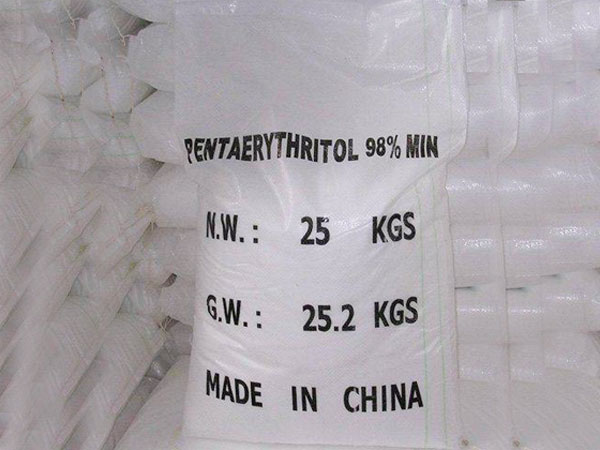 PENTAERYTHRITOL 98% MIN
N.W.: 25 KGS
G.W.: 25.2 KGS
MADE IN CHINA